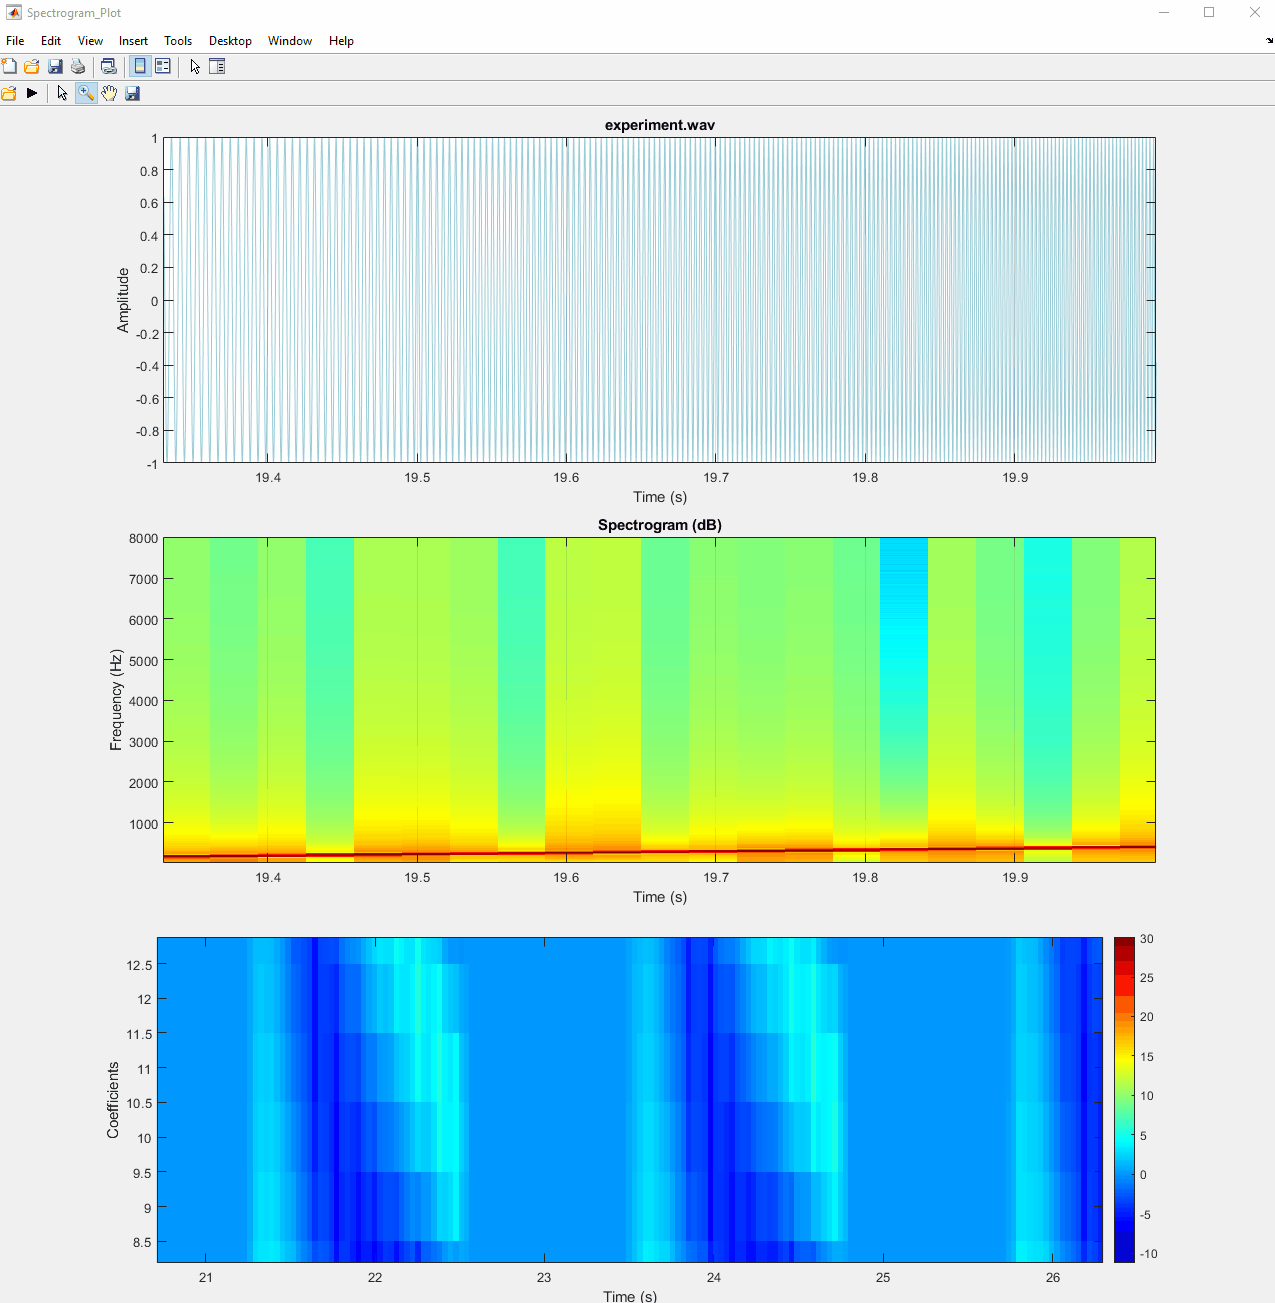 Spectrogram_Plot
File Edit View Insert Tools Desktop Window Help
experiment.wav
1
0.8
0.6
0.4
0.2
0
-0.2
-0.4
-0.6
-0.8
-1
Amplitude
19.4 19.5 19.6 19.7 19.8 19.9
Time (s)
Spectrogram (dB)
8000
7000
6000
5000
4000
3000
2000
1000
Frequency (Hz)
19.4 19.5 19.6 19.7 19.8 19.9
Time (s)
12.5
12
11.5
11
10.5
10
9.5
9
8.5
Coefficients
21 22 23 24 25 26
Time (s)
30
25
20
15
10
5
0
-5
-10